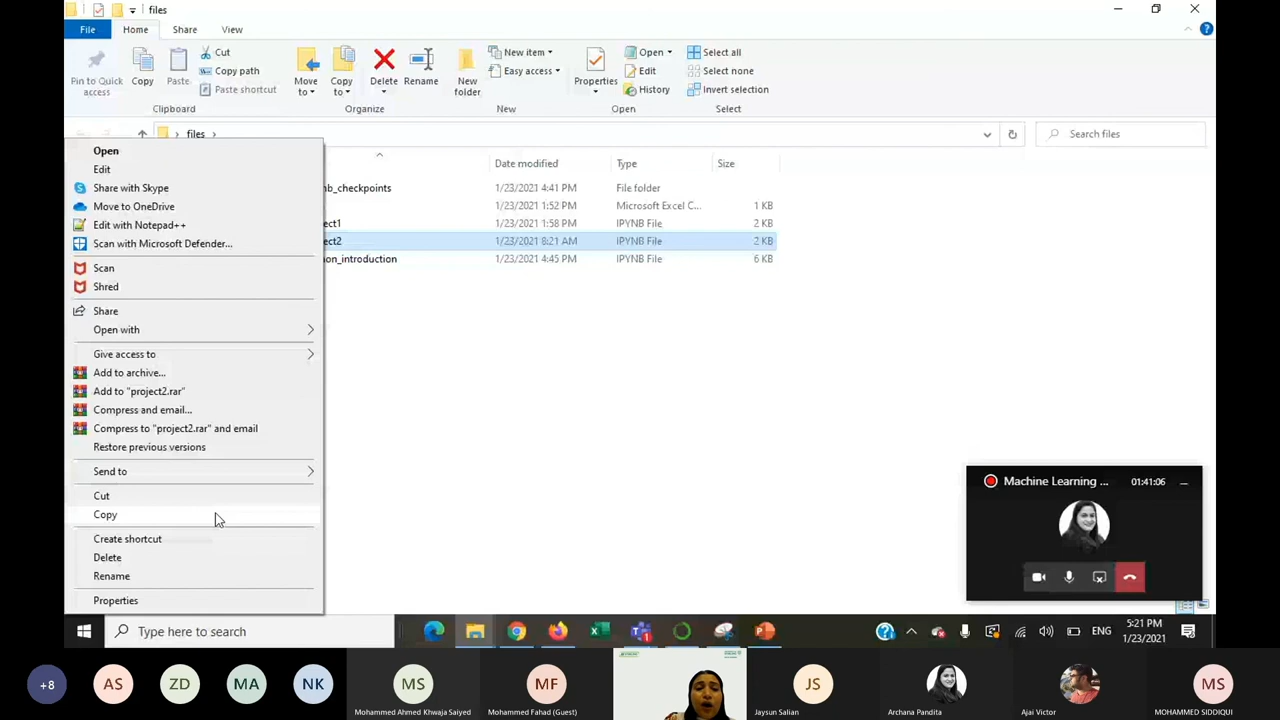 files
File
Home
Share
View
Pin to Quick access
Copy
Paste
Cut
Copy path
Paste shortcut
Clipboard
Move to
Copy to
Delete
Rename
Organize
New folder
New item
Easy access
New
Properties
Open
Edit
History
Open
Select all
Select none
Invert selection
Select
files
Search files
Date modified
Type
Size
nb_checkpoints
1/23/2021 4:41 PM
File folder
1/23/2021 1:52 PM
Microsoft Excel C...
1 KB
ect1
1/23/2021 1:58 PM
IPYNB File
2 KB
ect2
1/23/2021 8:21 AM
IPYNB File
2 KB
on_introduction
1/23/2021 4:45 PM
IPYNB File
6 KB
Open
Edit
Share with Skype
Move to OneDrive
Edit with Notepad++
Scan with Microsoft Defender...
Scan
Shred
Share
Open with
Give access to
Add to archive...
Add to "project2.rar"
Compress and email...
Compress to "project2.rar" and email
Restore previous versions
Send to
Cut
Copy
Create shortcut
Delete
Rename
Properties
Machine Learning ...
01:41:06
Type here to search
ENG
5:21 PM
1/23/2021
+8
AS
ZD
MA
NK
MS
Mohammed Ahmed Khwaja Saiyed
MF
Mohammed Fahad (Guest)
JS
Jaysun Salian
Archana Pandita
Ajai Victor
MS
MOHAMMED SIDDIQUI